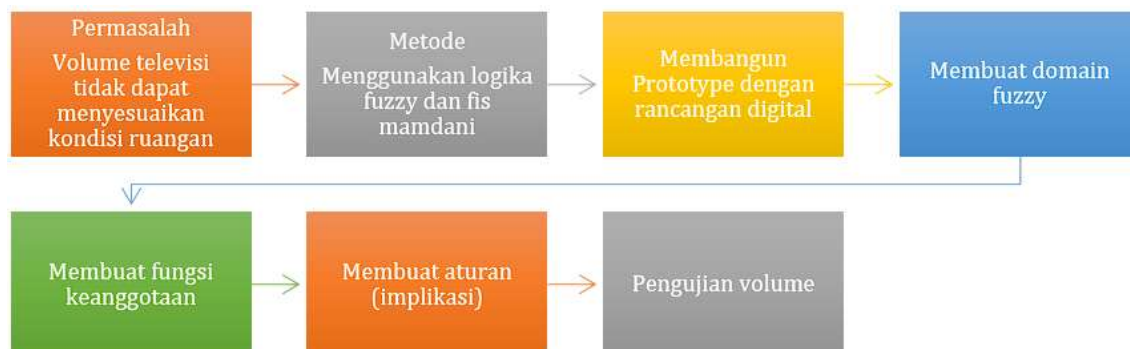 Permasalah
Volume televisi
tidak dapat
menyesuaikan
kondisi ruangan
Metode
Menggunakan logika
fuzzy dan fis
mamdani
Membangun
Prototype dengan
rancangan digital
Membuat domain
fuzzy
Membuat fungsi
keanggotaan
Membuat aturan
(implikasi)
Pengujian volume